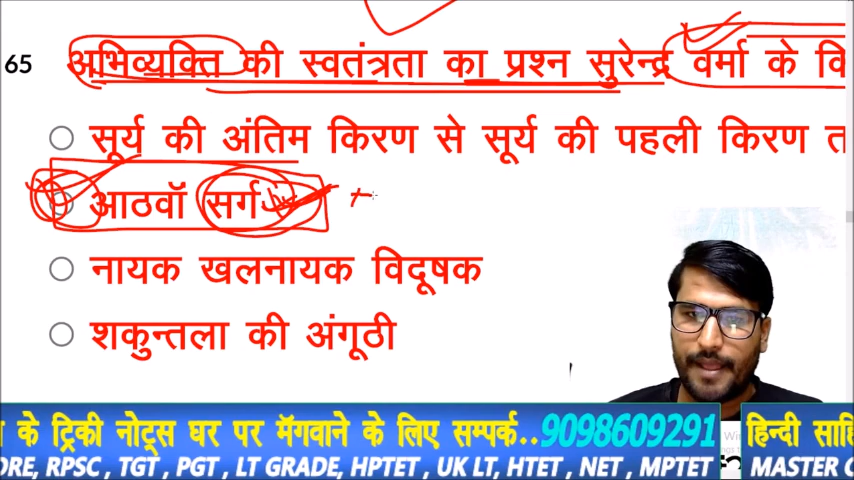 65 अभिव्यक्ति की स्वतंत्रता का प्रश्न सुरेन्द्र वर्मा के कि
सूर्य की अंतिम किरण से सूर्य की पहली किरण त
आठवॉ सर्ग
नायक खलनायक विदूषक
शकुन्तला की अंगूठी
के ट्रिकी नोट्स घर पर मॅगवाने के लिए सम्पर्क..9098609291 हिन्दी साहि
ORE, RPSC , TGT , PGT , LT GRADE, HPTET , UK LT, HTET , NET , MPTET MASTER C